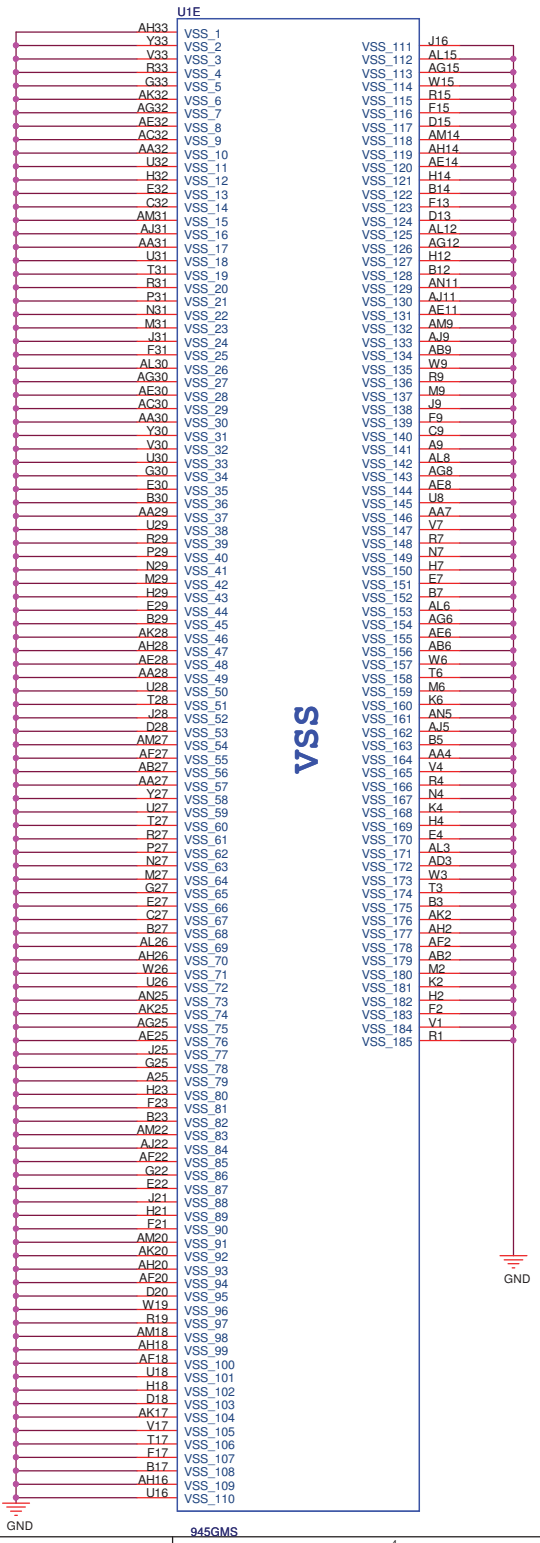 U1E
AH33 VSS_1
Y33 VSS_2
V33 VSS_3
R33 VSS_4
G33 VSS_5
AK32 VSS_6
AG32 VSS_7
AE32 VSS_8
AC32 VSS_9
AA32 VSS_10
U32 VSS_11
H32 VSS_12
E32 VSS_13
C32 VSS_14
AM31 VSS_15
AJ31 VSS_16
AA31 VSS_17
U31 VSS_18
T31 VSS_19
R31 VSS_20
P31 VSS_21
N31 VSS_22
M31 VSS_23
J31 VSS_24
F31 VSS_25
AL30 VSS_26
AG30 VSS_27
AE30 VSS_28
AC30 VSS_29
AA30 VSS_30
Y30 VSS_31
V30 VSS_32
U30 VSS_33
G30 VSS_34
E30 VSS_35
B30 VSS_36
AA29 VSS_37
U29 VSS_38
R29 VSS_39
P29 VSS_40
N29 VSS_41
M29 VSS_42
H29 VSS_43
E29 VSS_44
B29 VSS_45
AK28 VSS_46
AH28 VSS_47
AE28 VSS_48
AA28 VSS_49
U28 VSS_50
T28 VSS_51
J28 VSS_52
D28 VSS_53
AM27 VSS_54
AF27 VSS_55
AB27 VSS_56
AA27 VSS_57
Y27 VSS_58
U27 VSS_59
T27 VSS_60
R27 VSS_61
P27 VSS_62
N27 VSS_63
M27 VSS_64
G27 VSS_65
E27 VSS_66
C27 VSS_67
B27 VSS_68
AL26 VSS_69
AH26 VSS_70
W26 VSS_71
U26 VSS_72
AN25 VSS_73
AK25 VSS_74
AG25 VSS_75
AE25 VSS_76
J25 VSS_77
G25 VSS_78
A25 VSS_79
H23 VSS_80
F23 VSS_81
B23 VSS_82
AM22 VSS_83
AJ22 VSS_84
AF22 VSS_85
G22 VSS_86
E22 VSS_87
J21 VSS_88
H21 VSS_89
F21 VSS_90
AM20 VSS_91
AK20 VSS_92
AH20 VSS_93
AF20 VSS_94
D20 VSS_95
W19 VSS_96
R19 VSS_97
AM18 VSS_98
AH18 VSS_99
AF18 VSS_100
U18 VSS_101
H18 VSS_102
D18 VSS_103
AK17 VSS_104
V17 VSS_105
T17 VSS_106
F17 VSS_107
B17 VSS_108
AH16 VSS_109
U16 VSS_110
GND
VSS
VSS_111 J16
VSS_112 AL15
VSS_113 AG15
VSS_114 W15
VSS_115 R15
VSS_116 F15
VSS_117 D15
VSS_118 AM14
VSS_119 AH14
VSS_120 AE14
VSS_121 H14
VSS_122 B14
VSS_123 F13
VSS_124 D13
VSS_125 AL12
VSS_126 AG12
VSS_127 H12
VSS_128 B12
VSS_129 AN11
VSS_130 AJ11
VSS_131 AE11
VSS_132 AM9
VSS_133 AJ9
VSS_134 AB9
VSS_135 W9
VSS_136 R9
VSS_137 M9
VSS_138 J9
VSS_139 F9
VSS_140 C9
VSS_141 A9
VSS_142 AL8
VSS_143 AG8
VSS_144 AE8
VSS_145 U8
VSS_146 AA7
VSS_147 V7
VSS_148 R7
VSS_149 N7
VSS_150 H7
VSS_151 E7
VSS_152 B7
VSS_153 AL6
VSS_154 AG6
VSS_155 AE6
VSS_156 AB6
VSS_157 W6
VSS_158 T6
VSS_159 M6
VSS_160 K6
VSS_161 AN5
VSS_162 AJ5
VSS_163 B5
VSS_164 AA4
VSS_165 V4
VSS_166 R4
VSS_167 N4
VSS_168 K4
VSS_169 H4
VSS_170 E4
VSS_171 AL3
VSS_172 AD3
VSS_173 W3
VSS_174 T3
VSS_175 B3
VSS_176 AK2
VSS_177 AH2
VSS_178 AF2
VSS_179 AB2
VSS_180 M2
VSS_181 K2
VSS_182 H2
VSS_183 F2
VSS_184 V1
VSS_185 R1
GND
945GMS